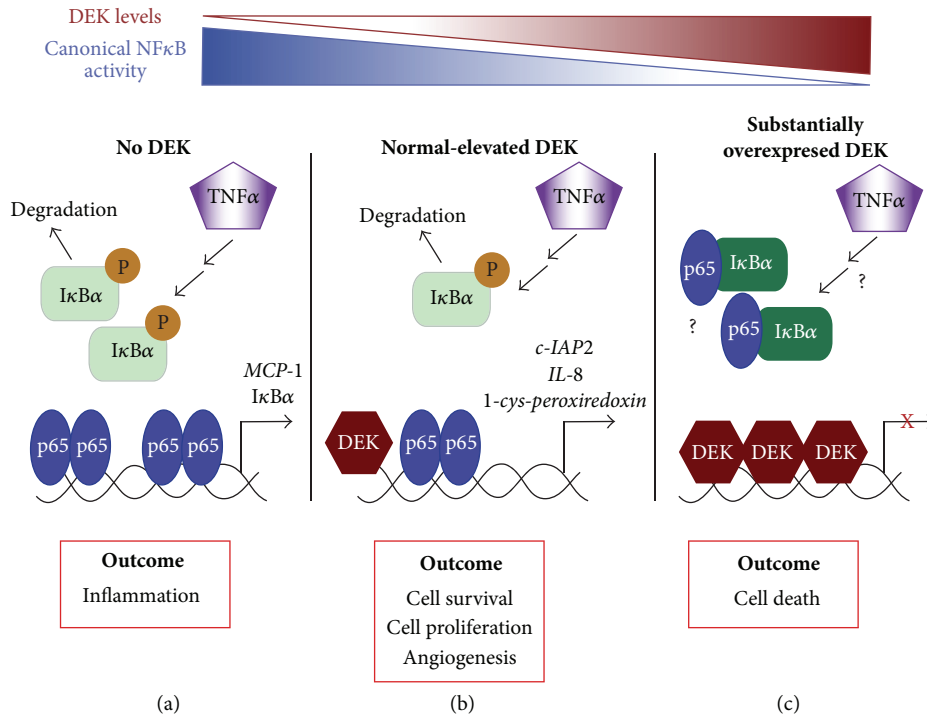 DEK levels
Canonical NFκB
activity
No DEK
TNFα
Degradation
P
IκBα
P
IκBα
MCP-1
IκBα
p65
p65
p65
p65
Outcome
Inflammation
(a)
Normal-elevated DEK
TNFα
Degradation
P
IκBα
c-IAP2
IL-8
1-cys-peroxiredoxin
DEK
p65
p65
Outcome
Cell survival
Cell proliferation
Angiogenesis
(b)
Substantially
overexpresed DEK
TNFα
p65
IκBα
?
?
p65
IκBα
X
DEK
DEK
DEK
Outcome
Cell death
(c)